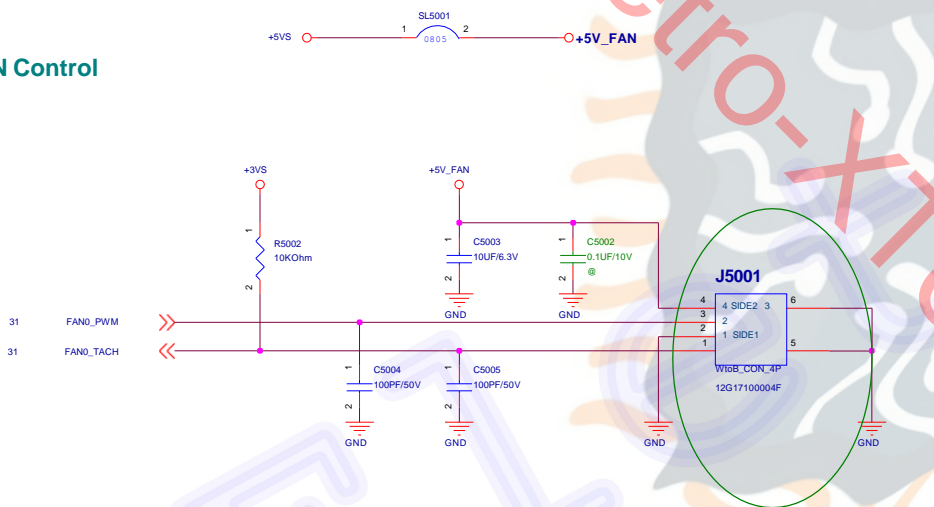 SL5001
+5VS 1 2 +5V_FAN
0805
N Control
+3VS +5V_FAN
1 R5002 10KOhm 2
1 C5003 10UF/6.3V 2 GND
1 C5002 0.1UF/10V @ 2 GND
J5001
4 4 SIDE2 3 6
3 2
2 1 SIDE1
1 5
WtoB_CON_4P
12G17100004F
31 FAN0_PWM
31 FAN0_TACH
1 C5004 100PF/50V 2 GND
1 C5005 100PF/50V 2 GND
GND
GND